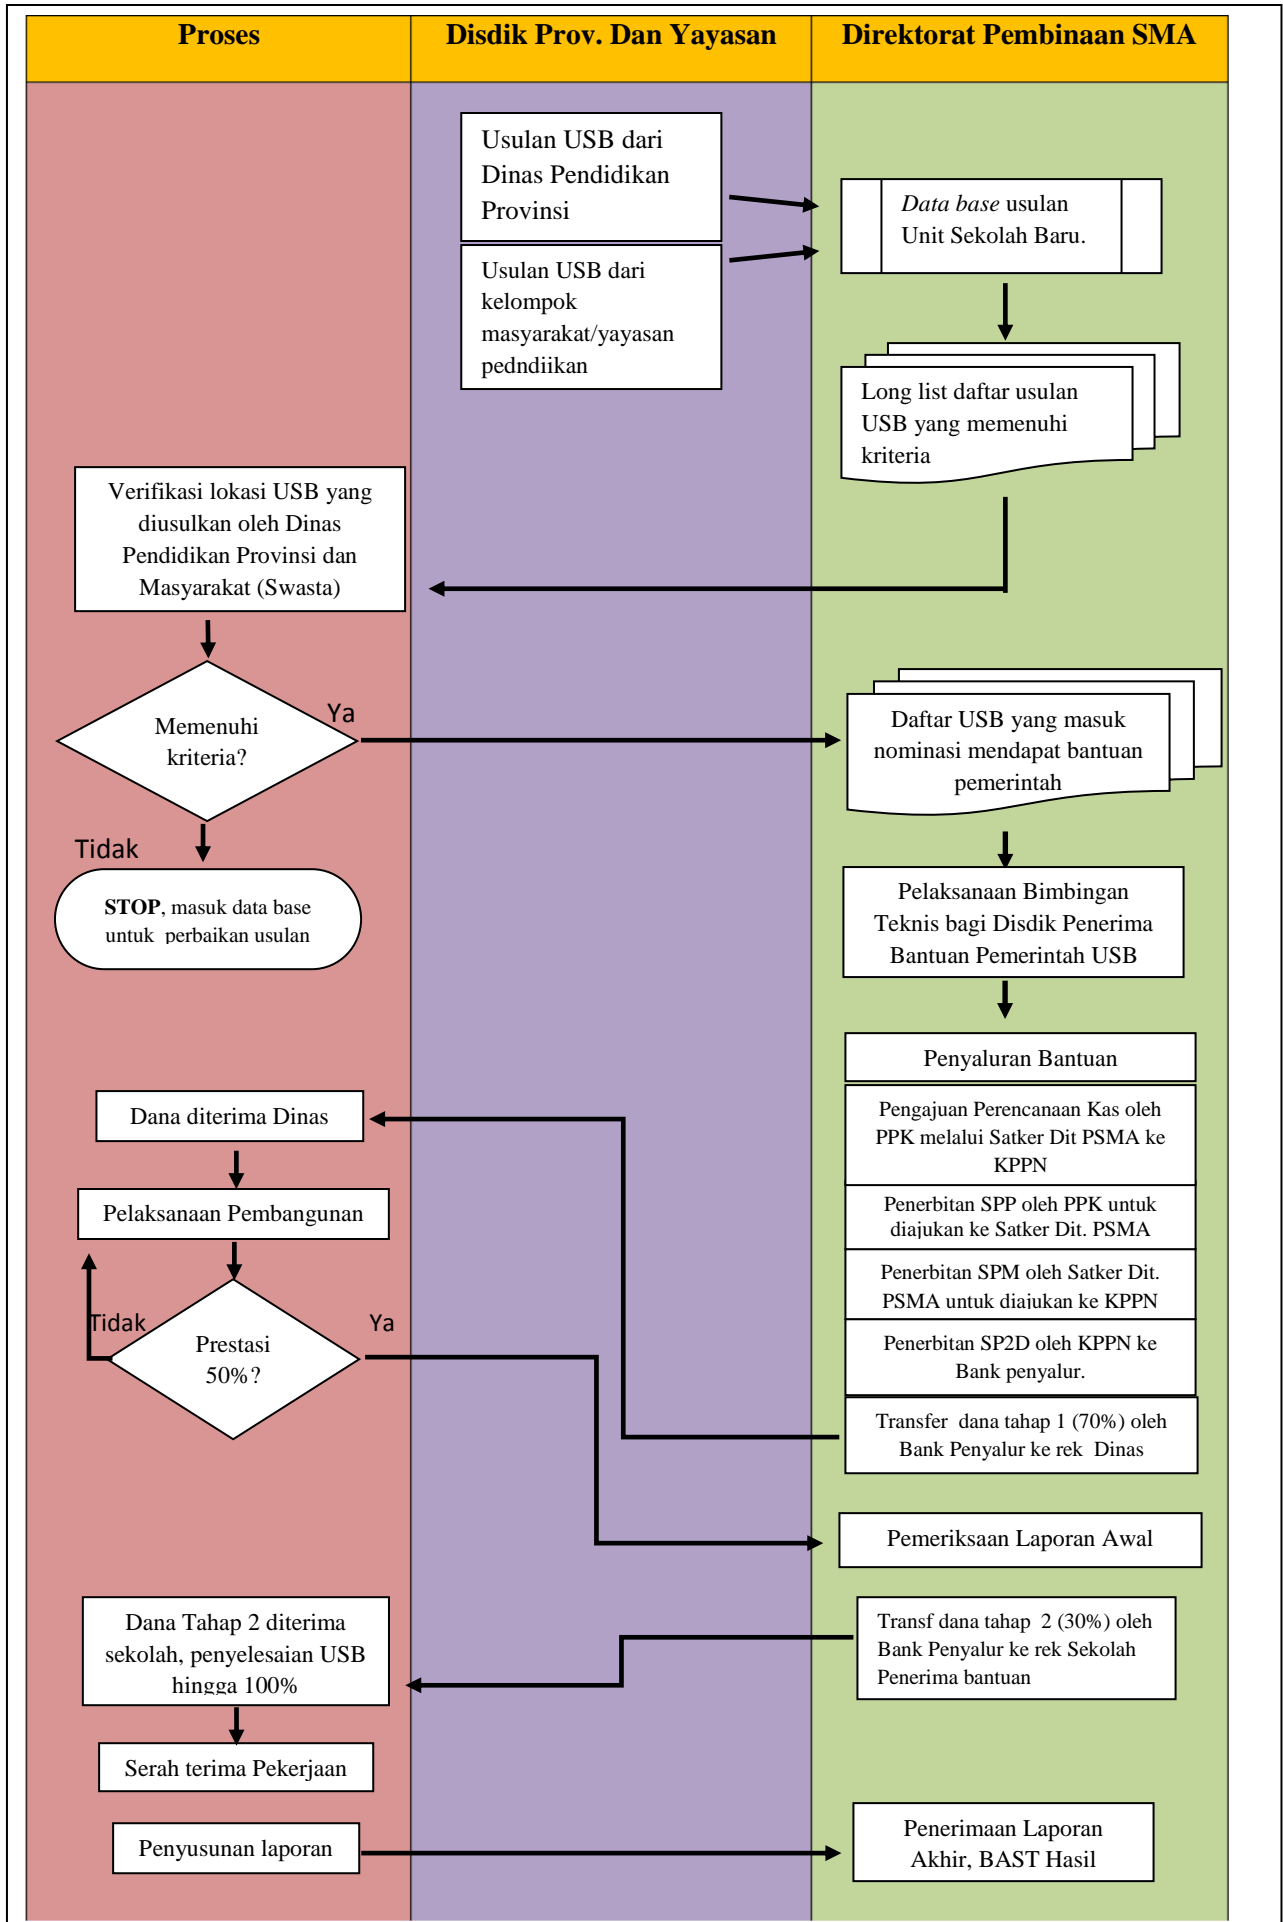 Proses
Disdik Prov. Dan Yayasan
Direktorat Pembinaan SMA
Usulan USB dari
Dinas Pendidikan
Provinsi
Usulan USB dari
kelompok
masyarakat/yayasan
pedndiikan
Data base usulan
Unit Sekolah Baru.
Long list daftar usulan
USB yang memenuhi
kriteria
Verifikasi lokasi USB yang
diusulkan oleh Dinas
Pendidikan Provinsi dan
Masyarakat (Swasta)
Memenuhi
kriteria?
Ya
Tidak
STOP, masuk data base
untuk perbaikan usulan
Daftar USB yang masuk
nominasi mendapat bantuan
pemerintah
Pelaksanaan Bimbingan
Teknis bagi Disdik Penerima
Bantuan Pemerintah USB
Penyaluran Bantuan
Pengajuan Perencanaan Kas oleh
PPK melalui Satker Dit PSMA ke
KPPN
Penerbitan SPP oleh PPK untuk
diajukan ke Satker Dit. PSMA
Penerbitan SPM oleh Satker Dit.
PSMA untuk diajukan ke KPPN
Penerbitan SP2D oleh KPPN ke
Bank penyalur.
Transfer dana tahap 1 (70%) oleh
Bank Penyalur ke rek Dinas
Dana diterima Dinas
Pelaksanaan Pembangunan
Tidak
Prestasi
50%?
Ya
Pemeriksaan Laporan Awal
Transf dana tahap 2 (30%) oleh
Bank Penyalur ke rek Sekolah
Penerima bantuan
Dana Tahap 2 diterima
sekolah, penyelesaian USB
hingga 100%
Serah terima Pekerjaan
Penyusunan laporan
Penerimaan Laporan
Akhir, BAST Hasil